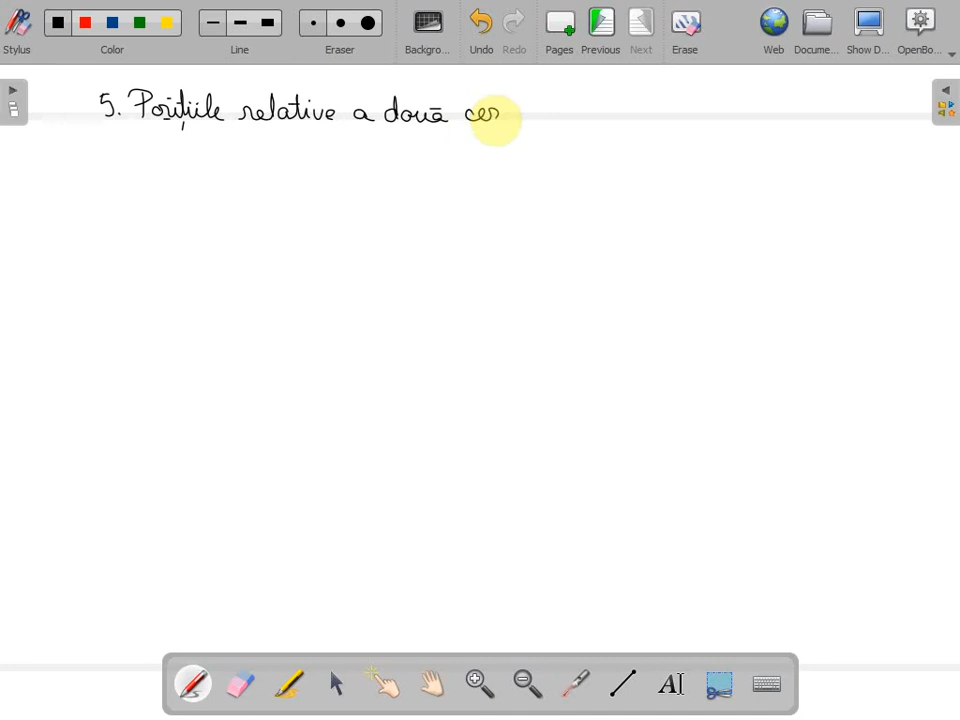 Color
Line
Eraser
Stylus
Backgro...
Undo
Redo
Pages
Previous
Next
Erase
Web
Docume...
Show D...
OpenBo...
5. Pozițiile relative a două cer
A